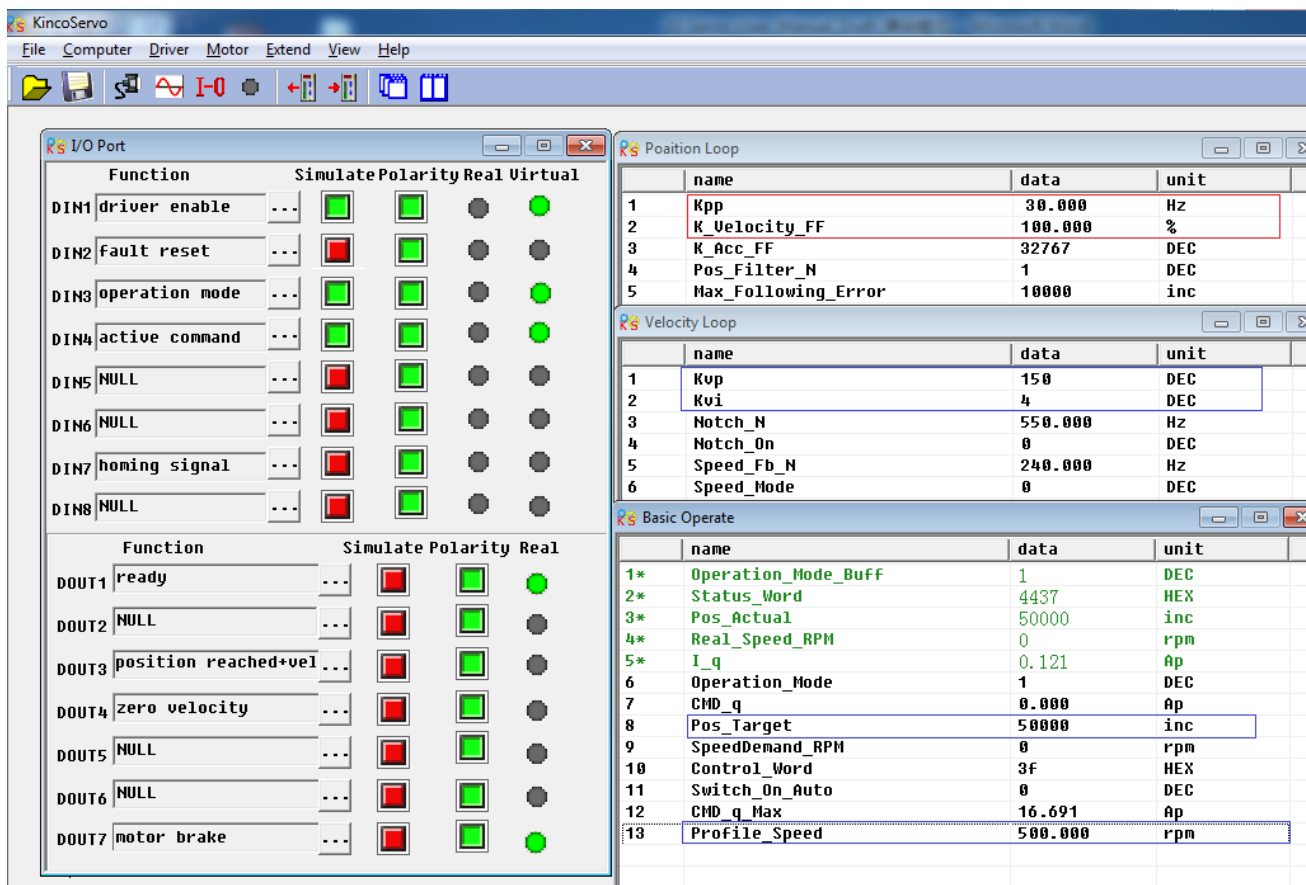 KincoServo
File Computer Driver Motor Extend View Help
I-O
I/O Port
Function Simulate Polarity Real Virtual
DIN1 driver enable ...
DIN2 fault reset ...
DIN3 operation mode ...
DIN4 active command ...
DIN5 NULL ...
DIN6 NULL ...
DIN7 homing signal ...
DIN8 NULL ...
Function Simulate Polarity Real
DOUT1 ready ...
DOUT2 NULL ...
DOUT3 position reached+vel ...
DOUT4 zero velocity ...
DOUT5 NULL ...
DOUT6 NULL ...
DOUT7 motor brake ...
Poaition Loop
name data unit
1 Kpp 30.000 Hz
2 K_Velocity_FF 100.000 %
3 K_Acc_FF 32767 DEC
4 Pos_Filter_N 1 DEC
5 Max_Following_Error 10000 inc
Velocity Loop
name data unit
1 Kvp 150 DEC
2 Kvi 4 DEC
3 Notch_N 550.000 Hz
4 Notch_On 0 DEC
5 Speed_Fb_N 240.000 Hz
6 Speed_Mode 0 DEC
Basic Operate
name data unit
1* Operation_Mode_Buff 1 DEC
2* Status_Word 4437 HEX
3* Pos_Actual 50000 inc
4* Real_Speed_RPM 0 rpm
5* I_q 0.121 Ap
6 Operation_Mode 1 DEC
7 CMD_q 0.000 Ap
8 Pos_Target 50000 inc
9 SpeedDemand_RPM 0 rpm
10 Control_Word 3f HEX
11 Switch_On_Auto 0 DEC
12 CMD_q_Max 16.691 Ap
13 Profile_Speed 500.000 rpm